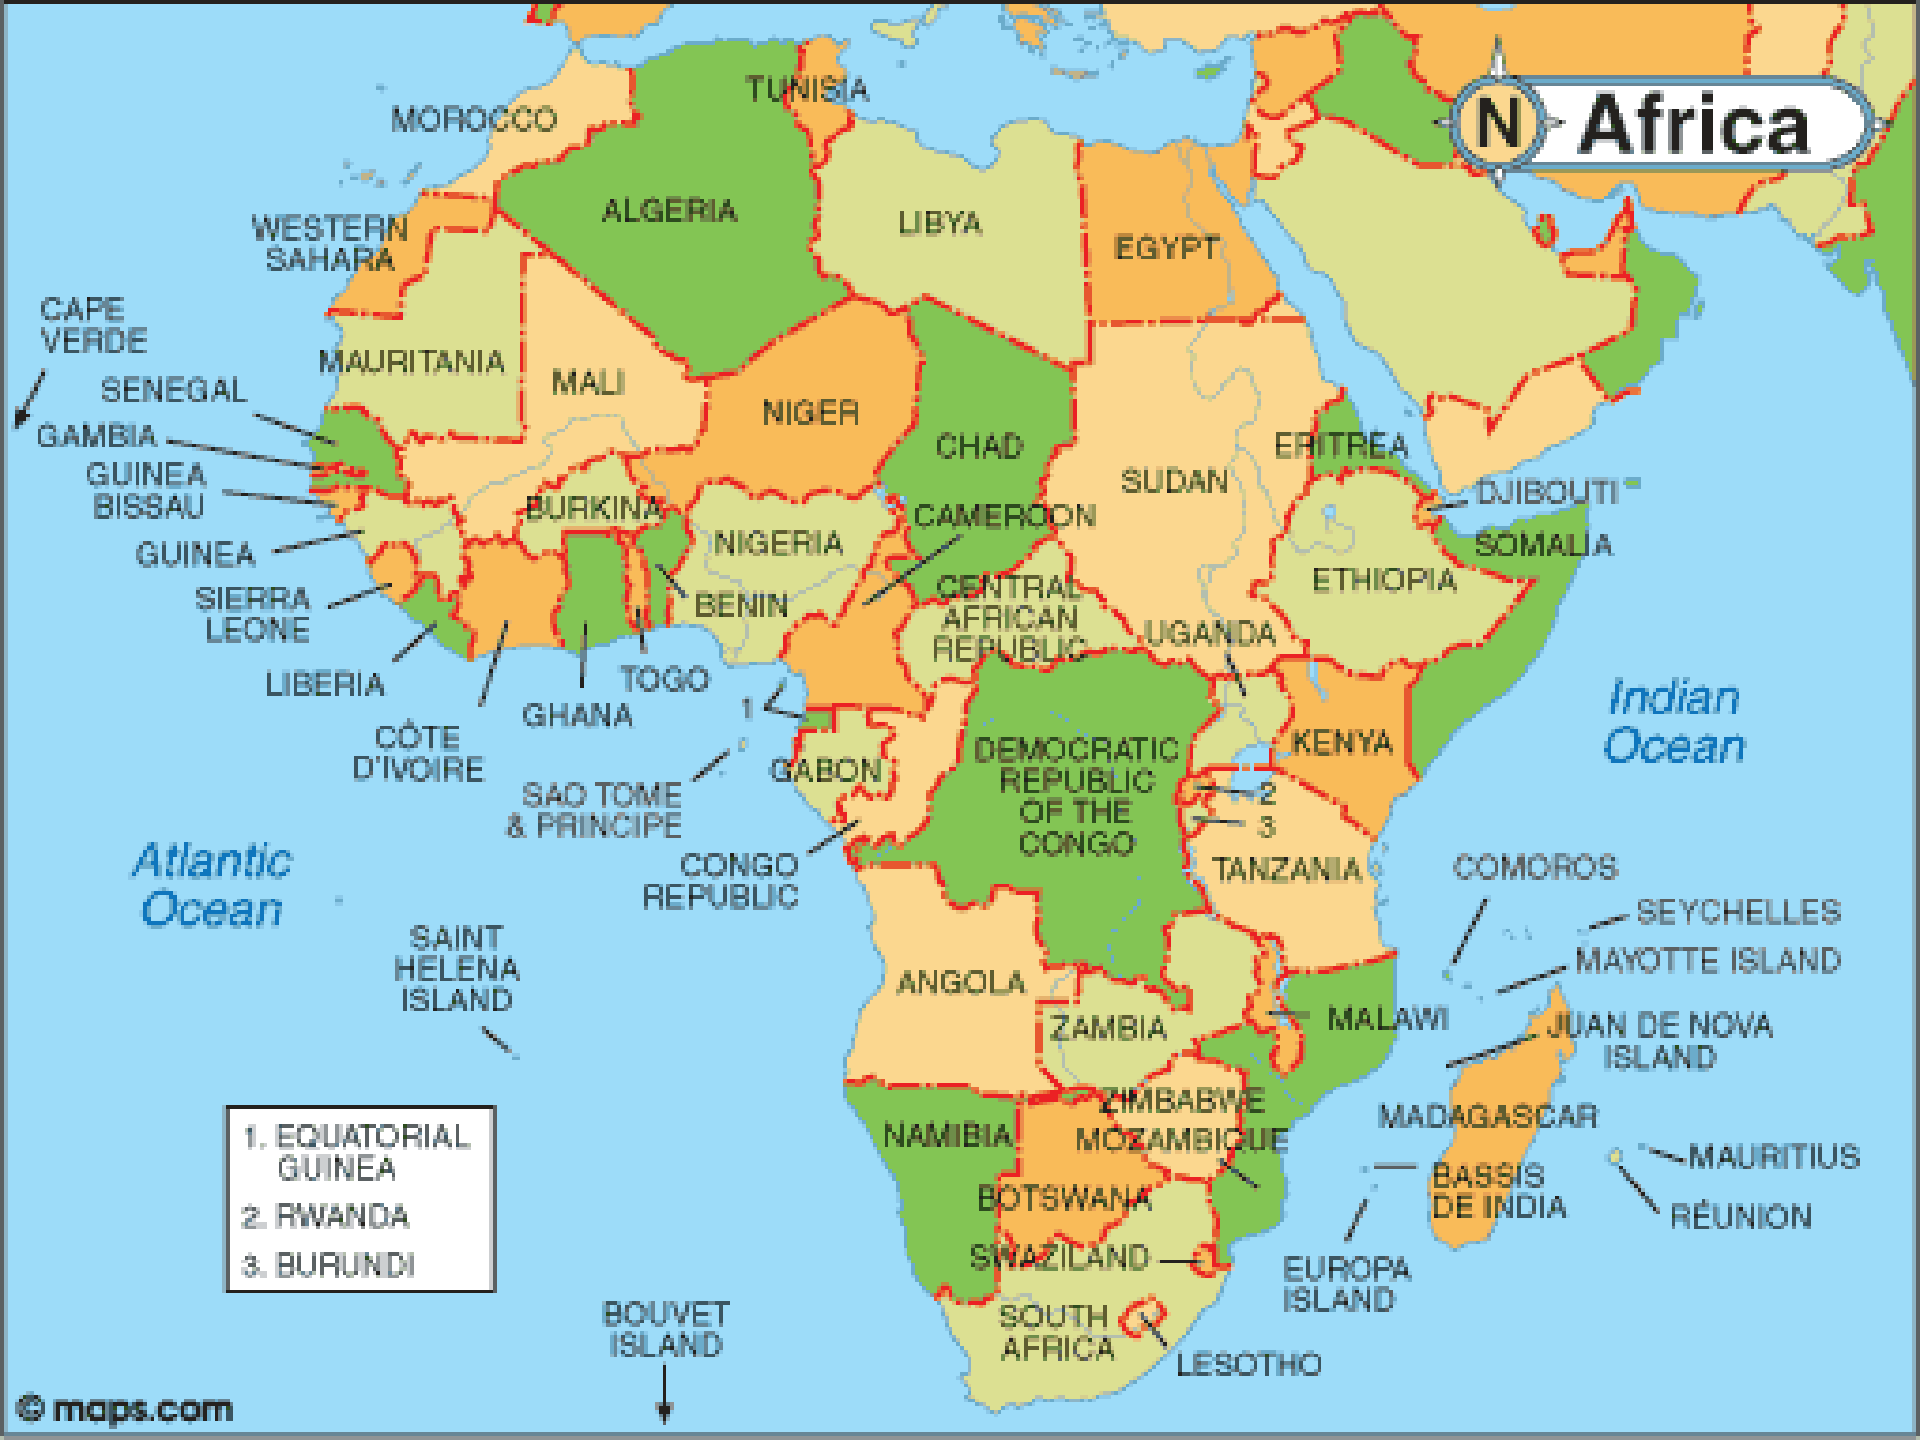 N Africa
TUNISIA
MOROCCO
ALGERIA
LIBYA
EGYPT
WESTERN
SAHARA
CAPE
VERDE
MAURITANIA
MALI
NIGER
CHAD
SUDAN
ERITREA
SENEGAL
GAMBIA
GUINEA
BISSAU
GUINEA
SIERRA
LEONE
LIBERIA
CÔTE
D'IVOIRE
BURKINA
GHANA
TOGO
BENIN
NIGERIA
CAMEROON
CENTRAL
AFRICAN
REPUBLIC
DJIBOUTI
SOMALIA
ETHIOPIA
UGANDA
KENYA
Indian
Ocean
1
GABON
SAO TOME
& PRINCIPE
CONGO
REPUBLIC
DEMOCRATIC
REPUBLIC
OF THE
CONGO
2
3
TANZANIA
Atlantic
Ocean
SAINT
HELENA
ISLAND
COMOROS
SEYCHELLES
MAYOTTE ISLAND
ANGOLA
ZAMBIA
MALAWI
JUAN DE NOVA
ISLAND
ZIMBABWE
MOZAMBIQUE
MADAGASCAR
MAURITIUS
RÉUNION
BASSIS
DE INDIA
EUROPA
ISLAND
NAMIBIA
BOTSWANA
SWAZILAND
SOUTH
AFRICA
LESOTHO
BOUVET
ISLAND
1. EQUATORIAL
GUINEA
2. RWANDA
3. BURUNDI
© maps.com